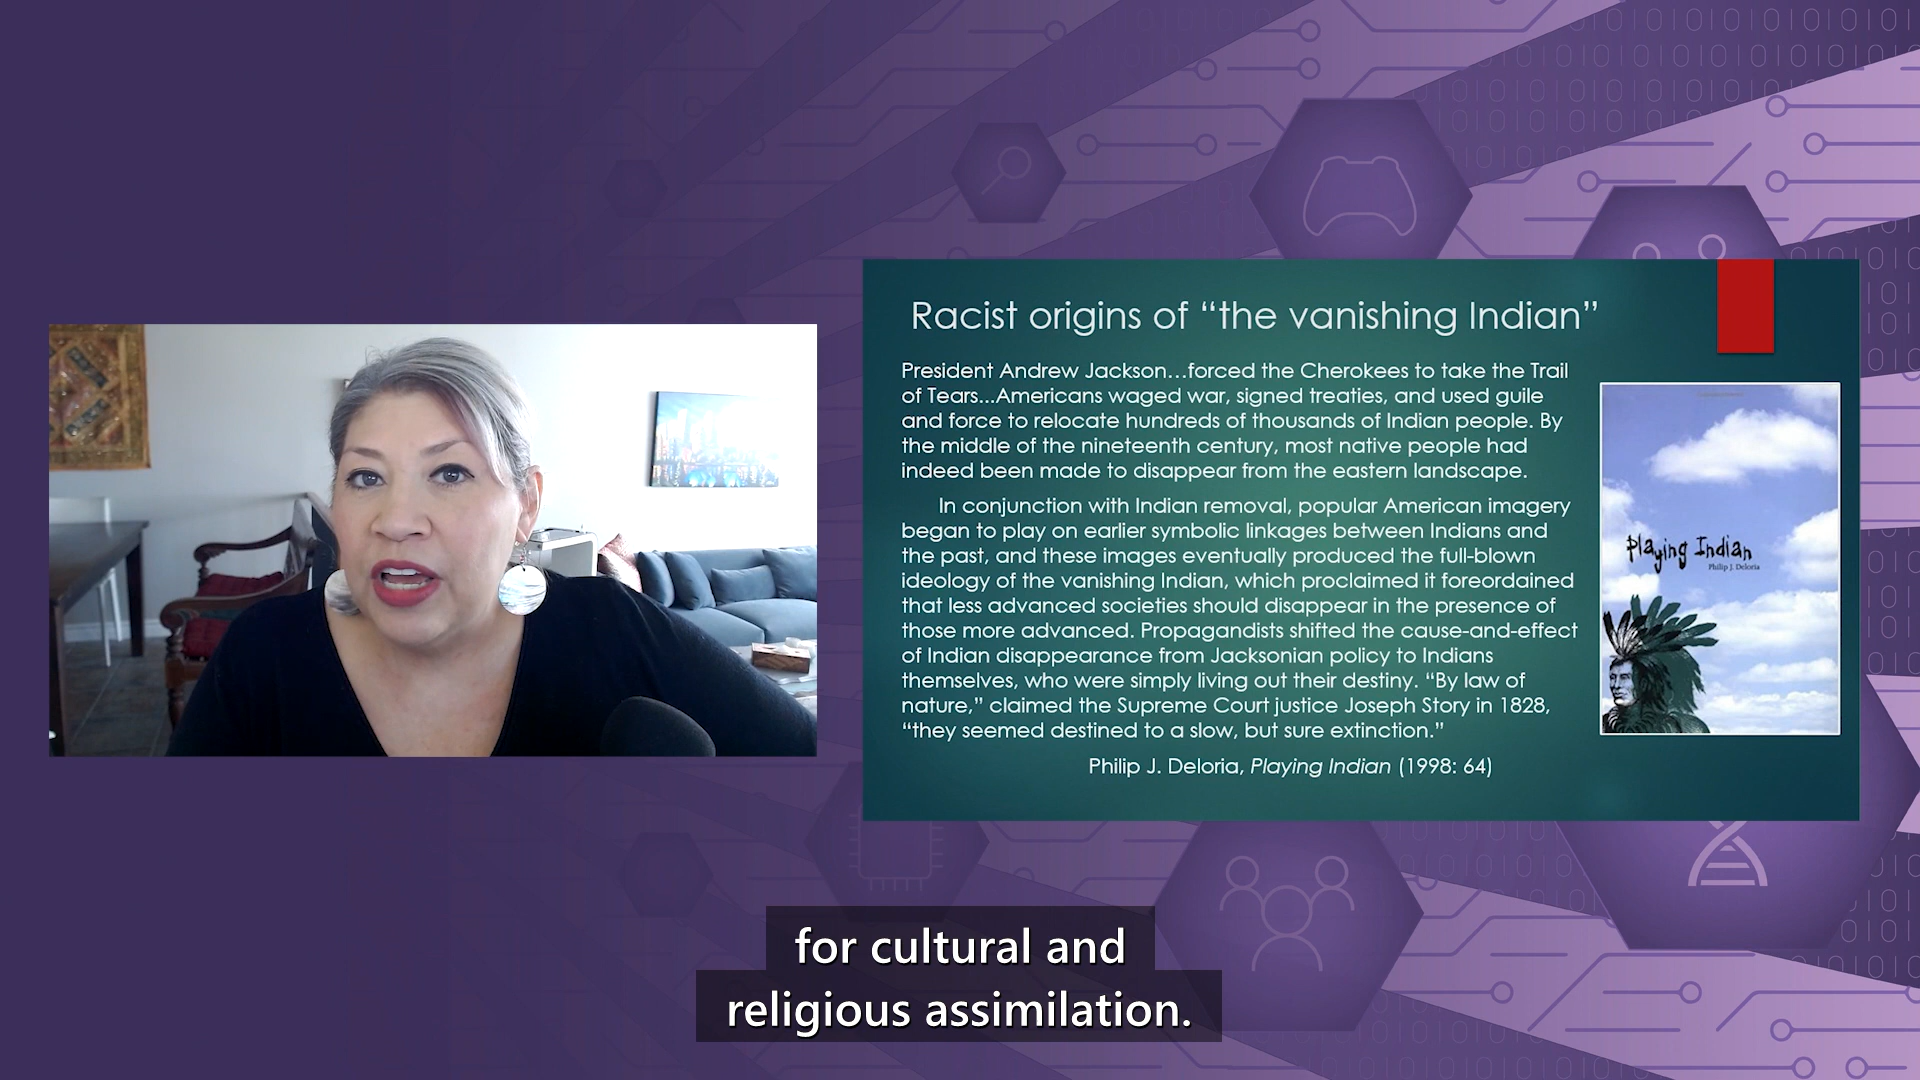 Racist origins of “the vanishing Indian”
President Andrew Jackson…forced the Cherokees to take the Trail
of Tears...Americans waged war, signed treaties, and used guile
and force to relocate hundreds of thousands of Indian people. By
the middle of the nineteenth century, most native people had
indeed been made to disappear from the eastern landscape.
In conjunction with Indian removal, popular American imagery
began to play on earlier symbolic linkages between Indians and
the past, and these images eventually produced the full-blown
ideology of the vanishing Indian, which proclaimed it foreordained
that less advanced societies should disappear in the presence of
those more advanced. Propagandists shifted the cause-and-effect
of Indian disappearance from Jacksonian policy to Indians
themselves, who were simply living out their destiny. “By law of
nature,” claimed the Supreme Court justice Joseph Story in 1828,
“they seemed destined to a slow, but sure extinction.”
Philip J. Deloria, Playing Indian (1998: 64)
Playing Indian
Philip J. Deloria
for cultural and
religious assimilation.